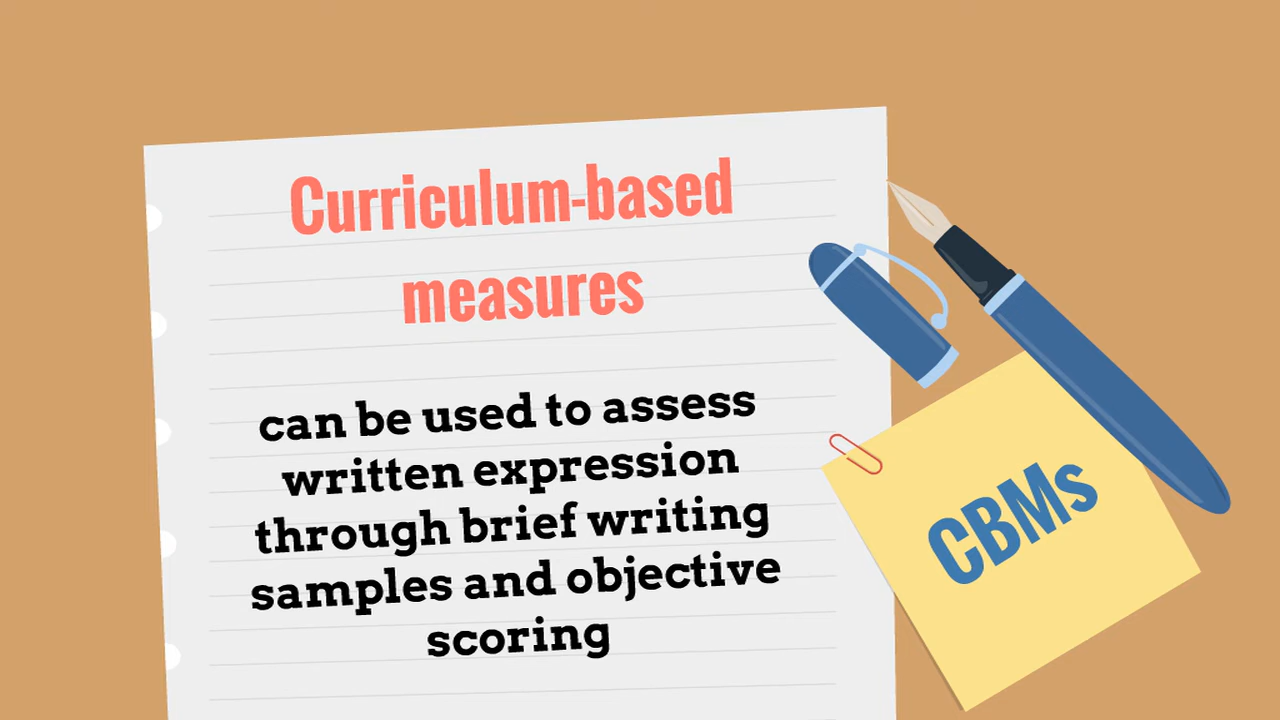 Curriculum-based
measures
can be used to assess
written expression
through brief writing
samples and objective
scoring
CBMs